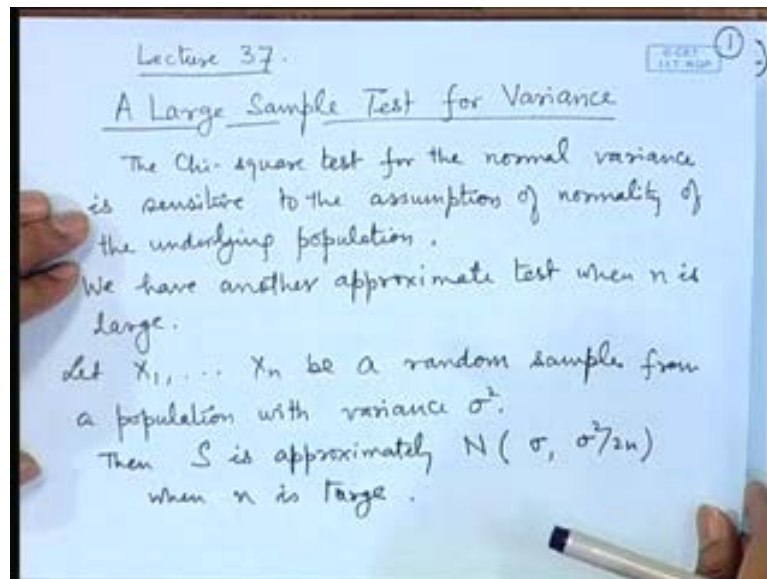 Lecture 37.
①
A Large Sample Test for Variance
The Chi-square test for the normal variance
is sensitive to the assumption of normality of
the underlying population.
We have another approximate test when n is
large.
Let X₁, ... Xₙ be a random sample from
a population with variance σ².
Then S is approximately N ( σ, σ²/2n)
when n is large.